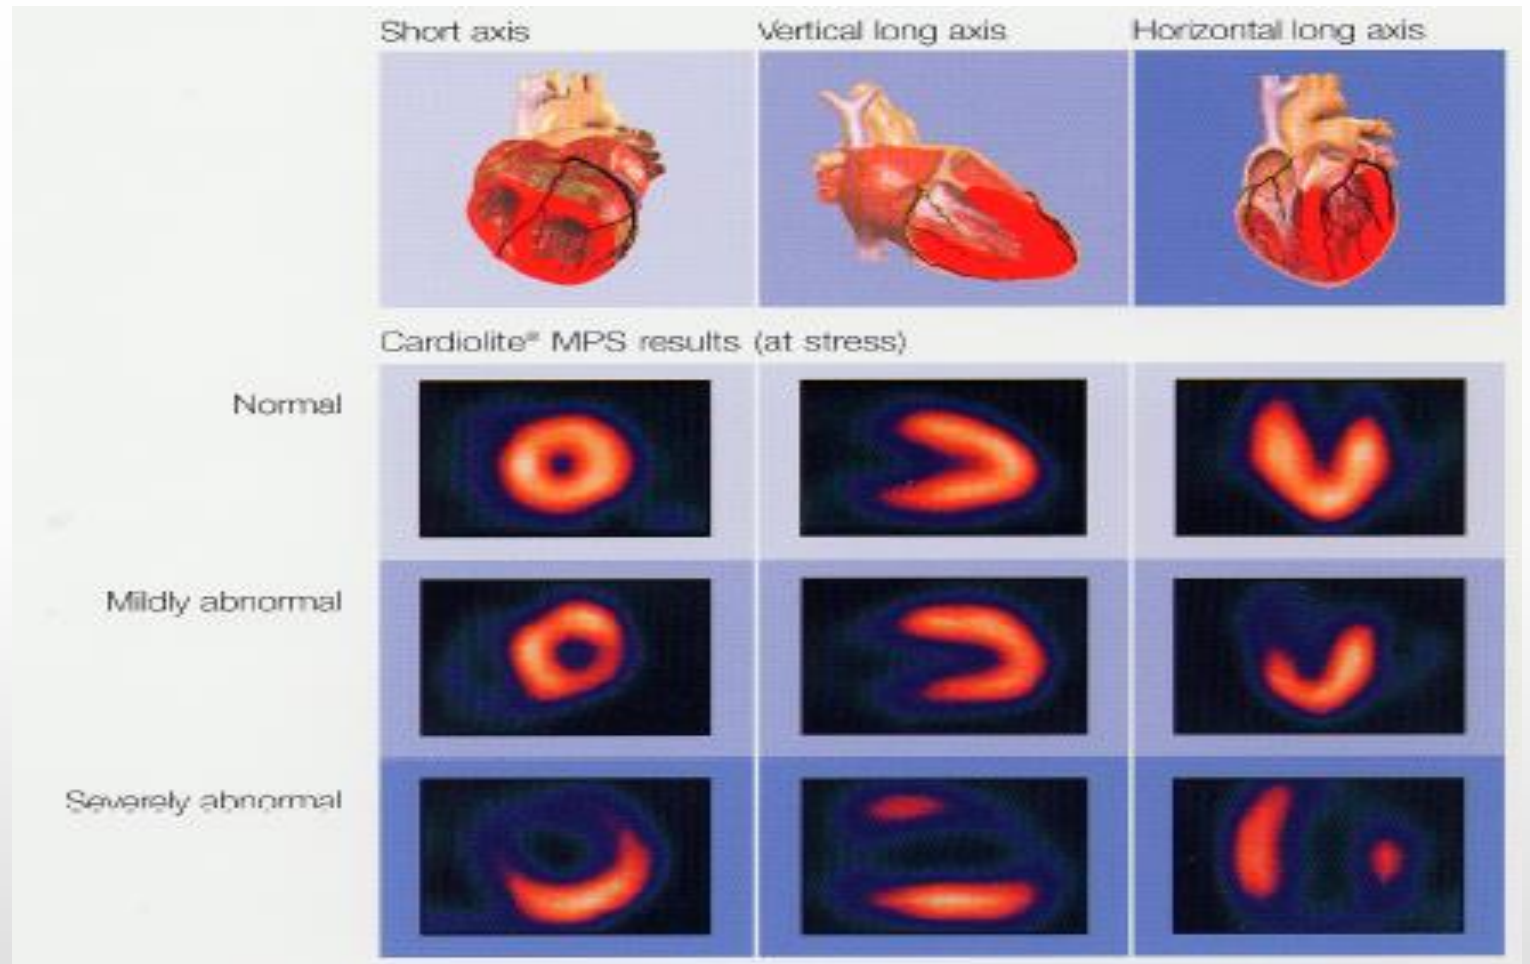 Short axis
Vertical long axis
Horizontal long axis
Cardiolite® MPS results (at stress)
Normal
Mildly abnormal
Severely abnormal